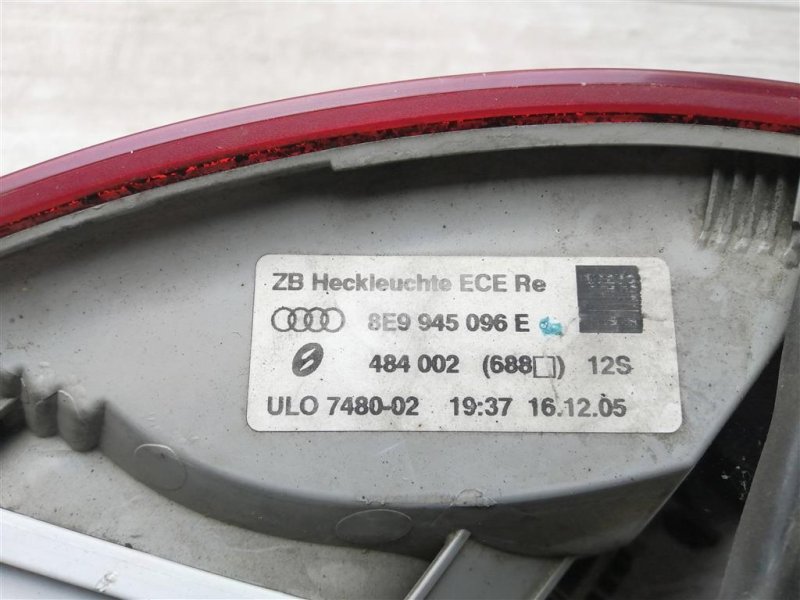 ZB Heckleuchte ECE Re
8E9 945 096 E
484 002 (688□) 12S
ULO 7480-02 19:37 16.12.05